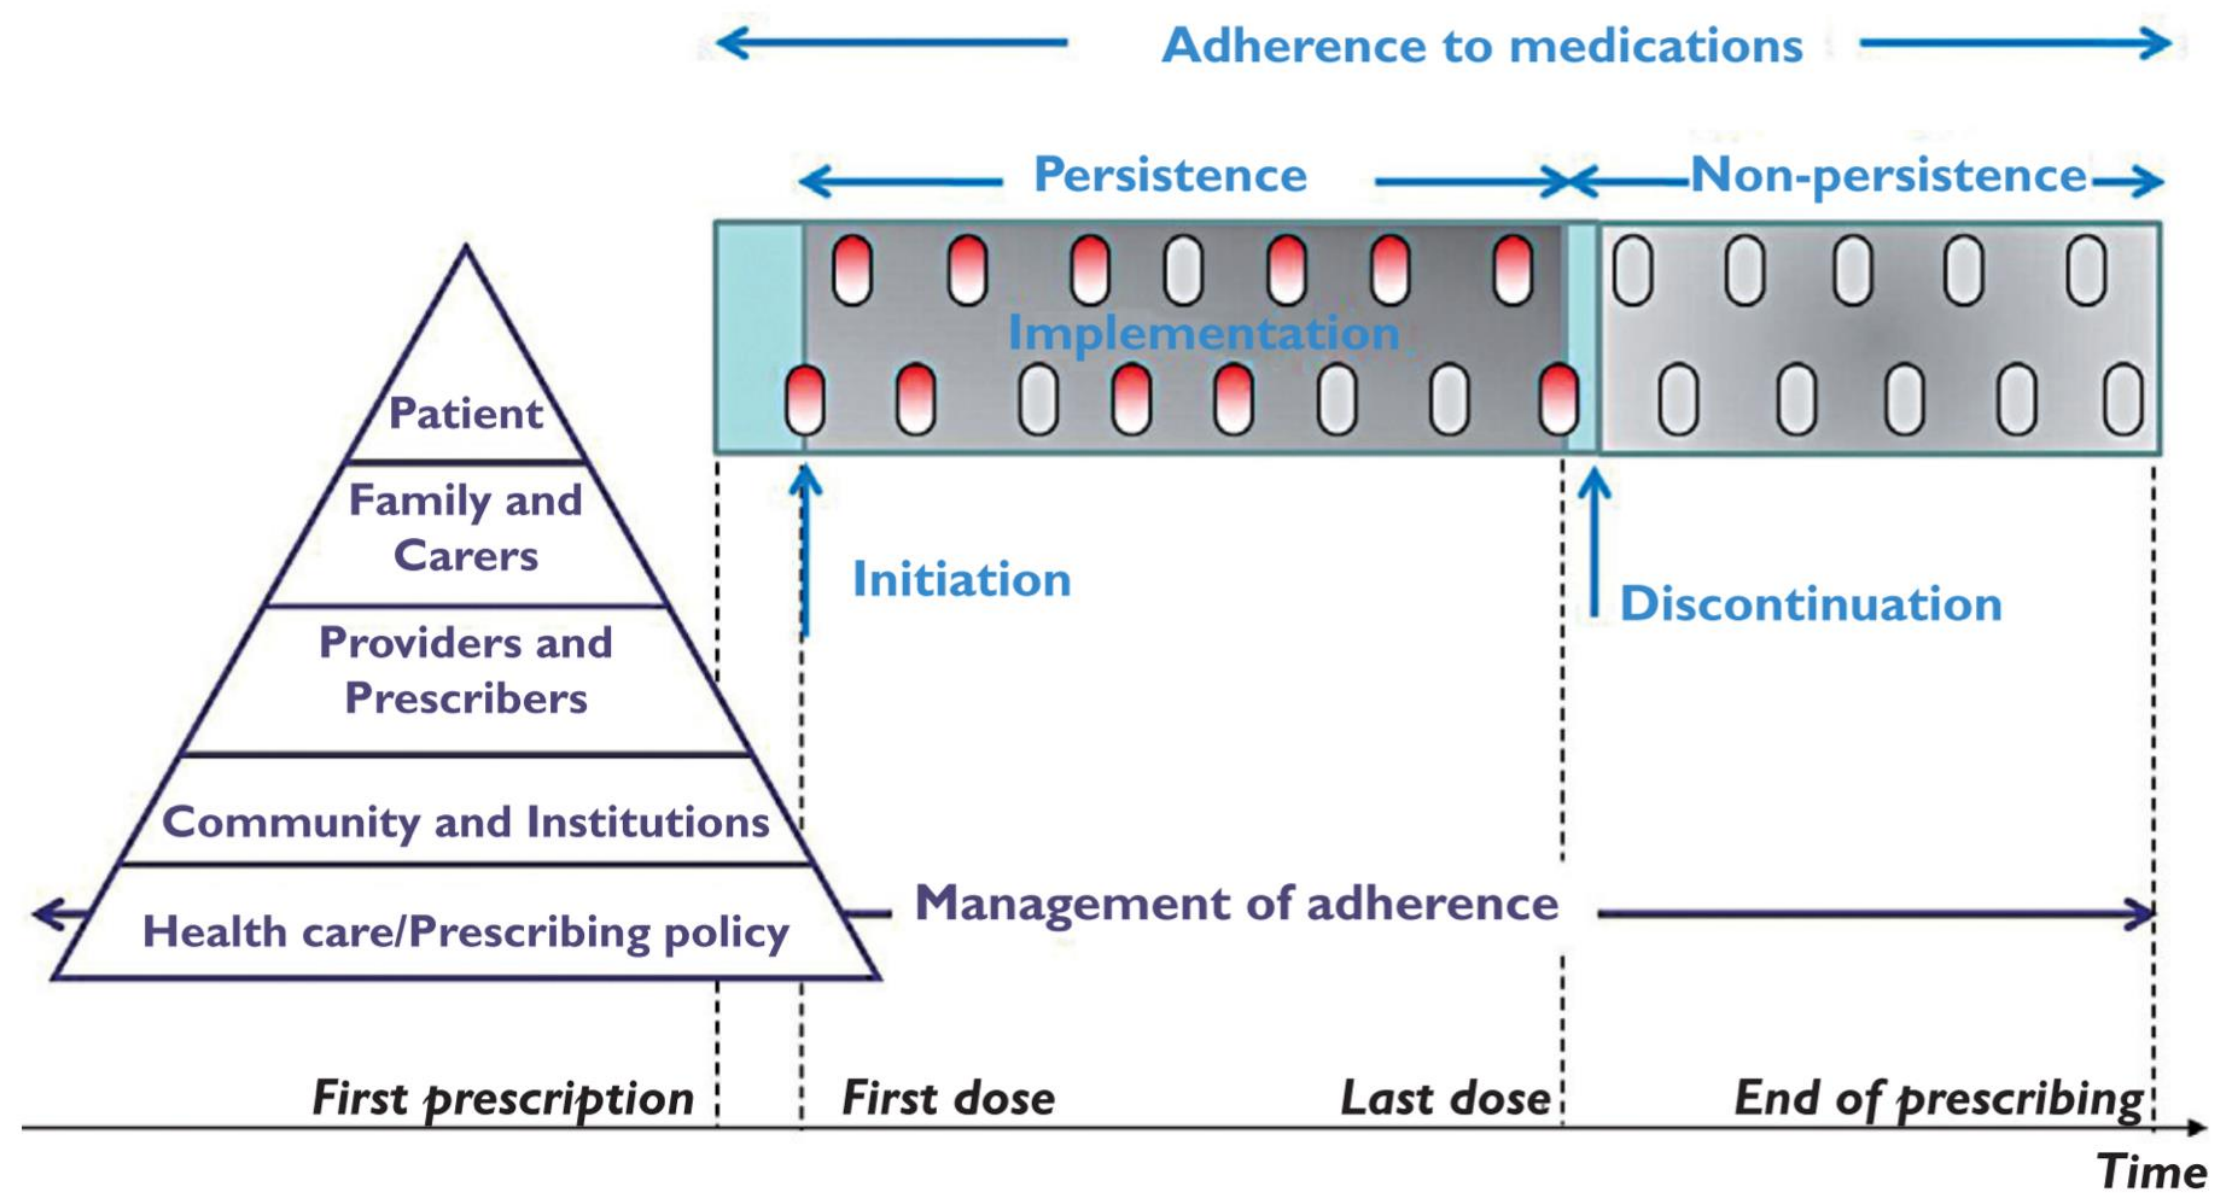 Adherence to medications
Persistence
Non-persistence
Implementation
Patient
Family and
Carers
Initiation
Discontinuation
Providers and
Prescribers
Community and Institutions
Management of adherence
Health care/Prescribing policy
First prescription
First dose
Last dose
End of prescribing
Time